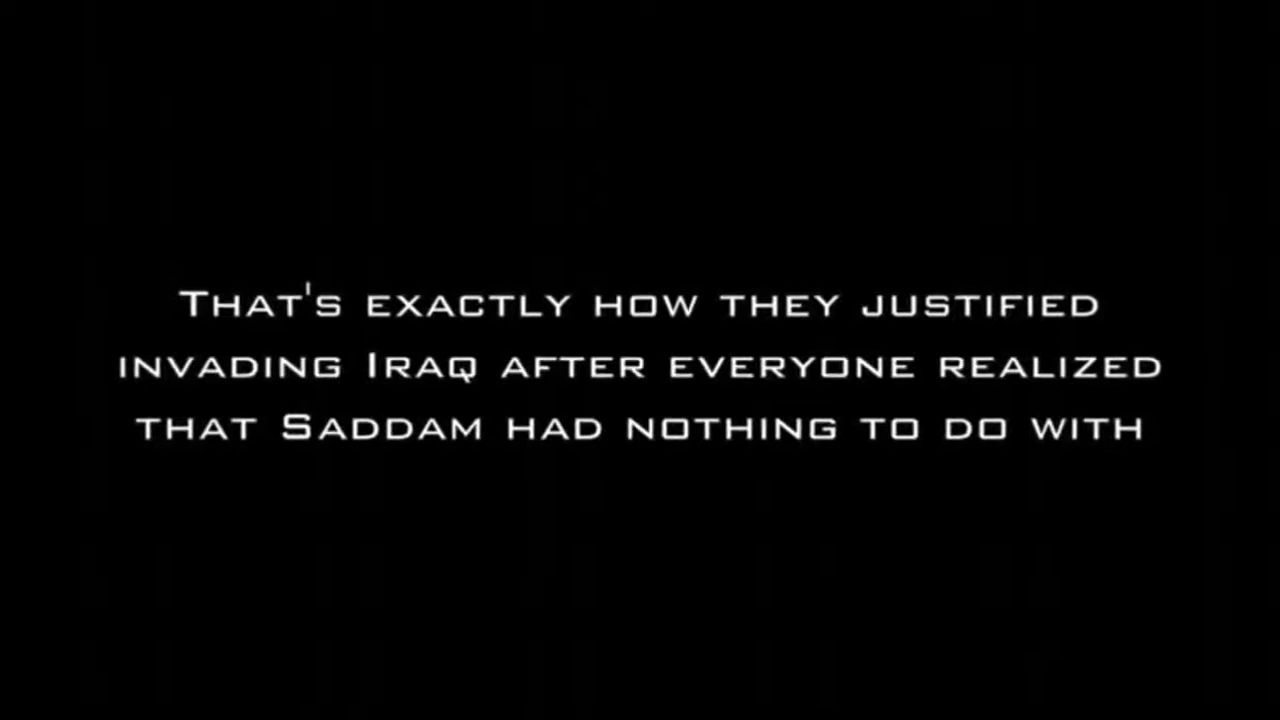 That's exactly how they justified
invading Iraq after everyone realized
that Saddam had nothing to do with